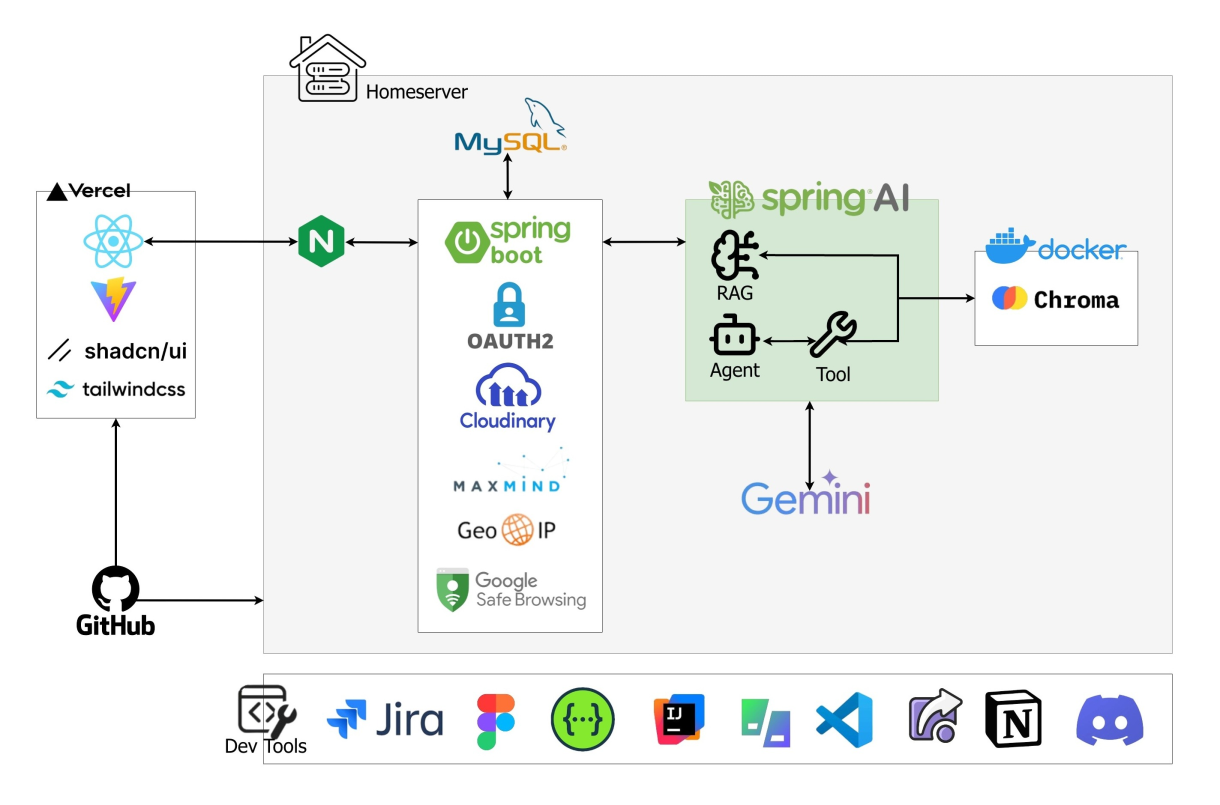 Homeserver
MySQL®
Vercel
N
spring
boot
OAUTH2
Cloudinary
MAXMIND
Geo IP
Google
Safe Browsing
spring® AI
RAG
Agent
Tool
docker
Chroma
Gemini
shadcn/ui
tailwindcss
GitHub
Dev Tools
Jira
{··}
IJ
N